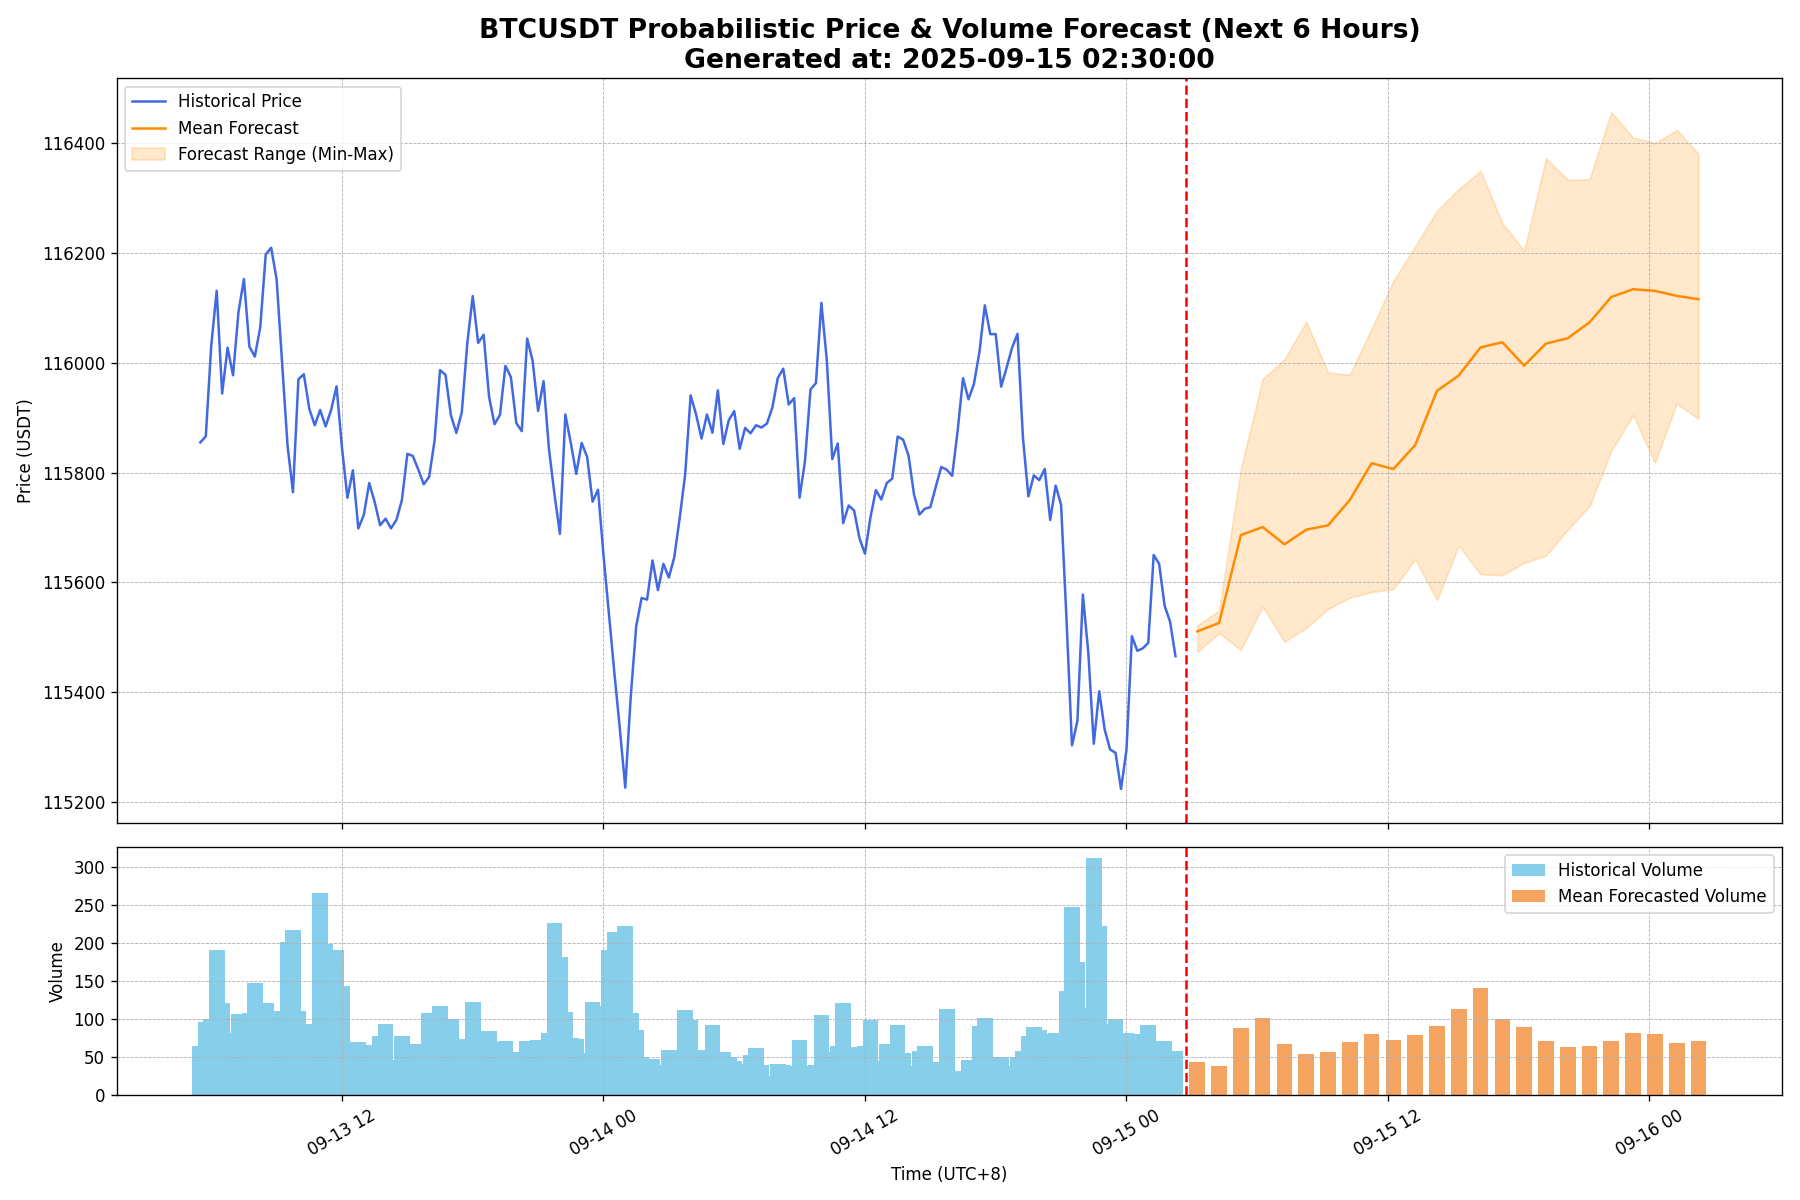 BTCUSDT Probabilistic Price & Volume Forecast (Next 6 Hours)
Generated at: 2025-09-15 02:30:00
Historical Price
Mean Forecast
Forecast Range (Min-Max)
Price (USDT)
116400
116200
116000
115800
115600
115400
115200
Historical Volume
Mean Forecasted Volume
Volume
300
250
200
150
100
50
0
09-13 12
09-14 00
09-14 12
09-15 00
09-15 12
09-16 00
Time (UTC+8)